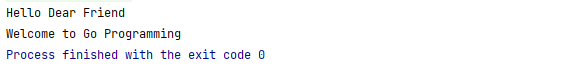 Hello Dear Friend
Welcome to Go Programming
Process finished with the exit code 0